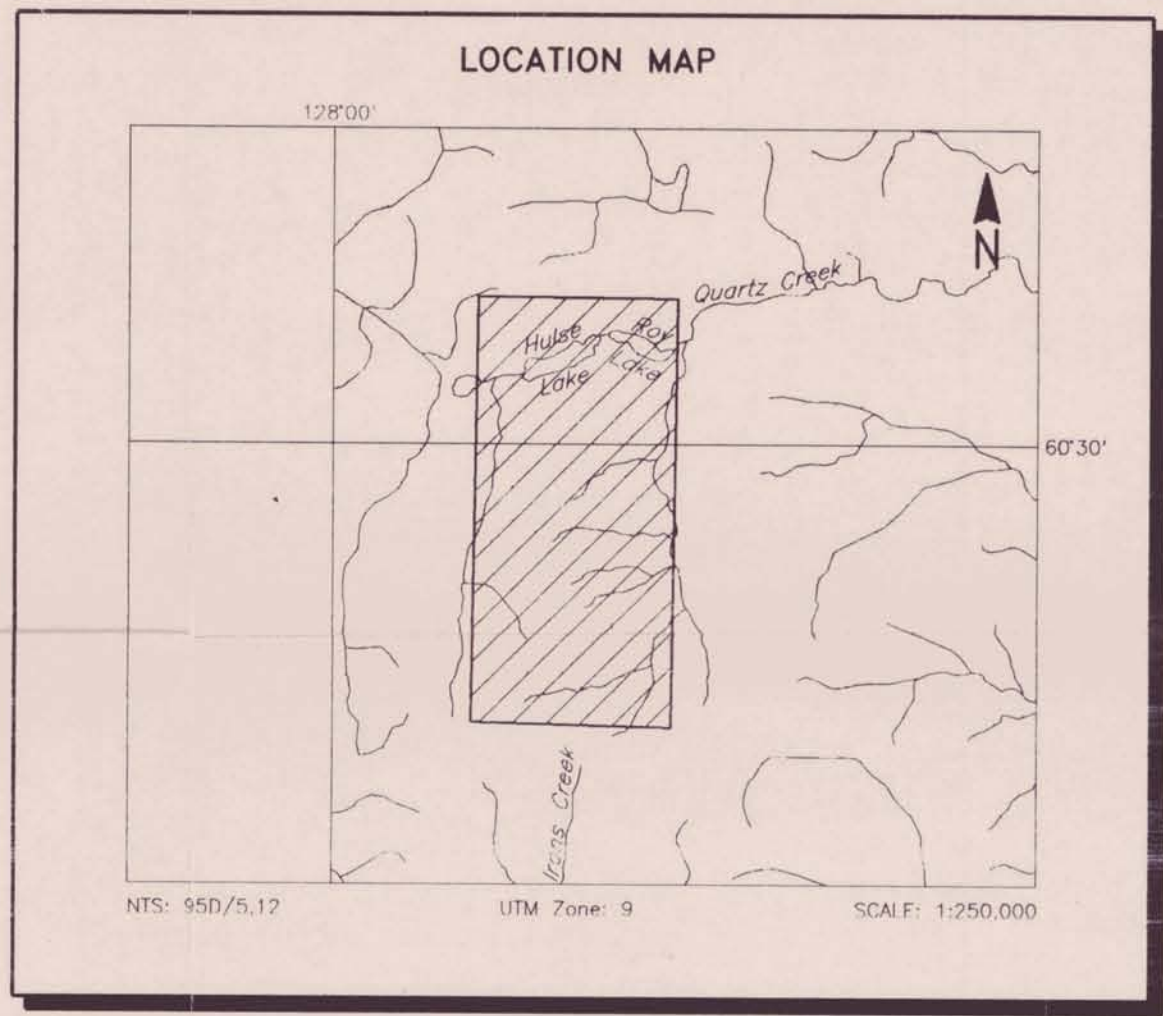 LOCATION MAP
128°00'
N
Quartz Creek
Hulse
Lake
Roy
Lake
60°30'
Irons Creek
NTS: 95D/5,12
UTM Zone: 9
SCALE: 1:250,000